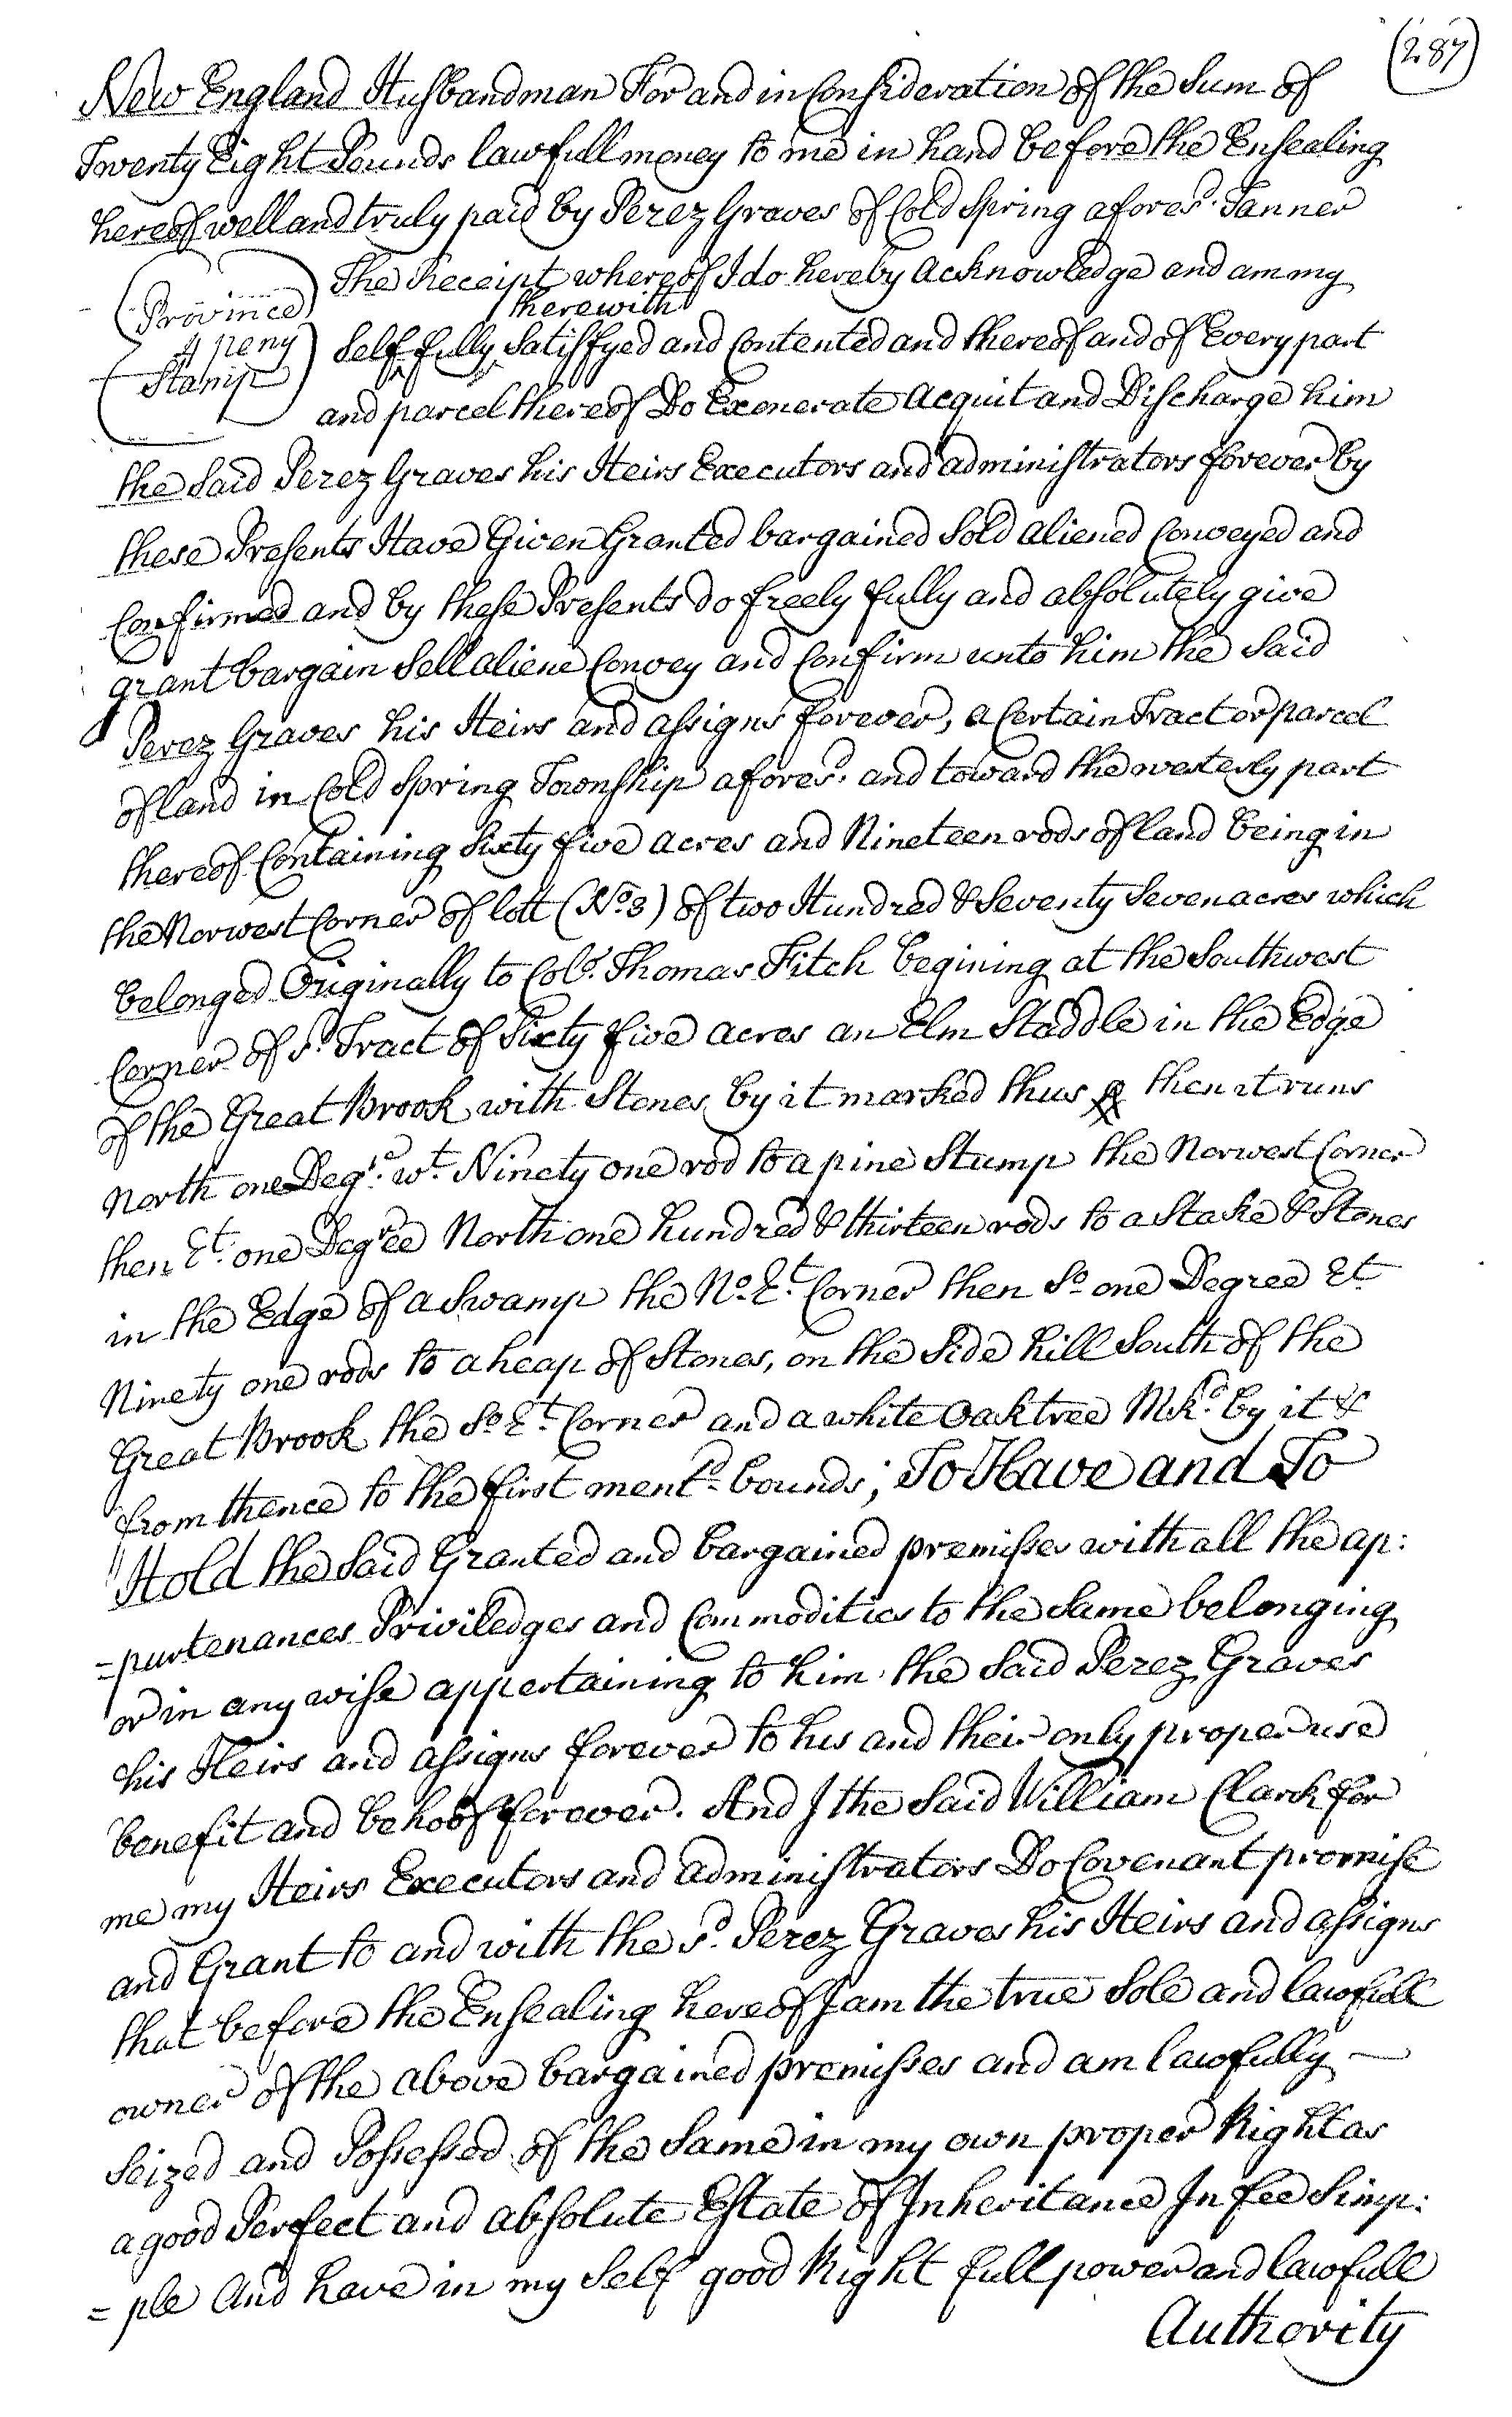 (287)
New England Husbandman For and in Consideration of the Sum of
Twenty Eight Pounds lawfull money to me in hand before the Ensealing
hereof well and truly paid by Perez Graves of Cold Spring afores.d Tanner
The Receipt whereof I do hereby Acknowledge and am my
Province
4 peny
Stamp
therewith
Self fully Satisfyed and Contented and thereof and of Every part
and parcel thereof Do Exonerate Acquit and Discharge him
the Said Perez Graves his Heirs Executors and administrators forever by
these Presents Have Given Granted bargained Sold aliened Conveyed and
Confirmed and by these Presents do freely fully and absolutely give
grant bargain Sell aliene Convey and Confirm unto him the Said
Perez Graves his Heirs and assigns forever, a Certain Tract or parcel
of land in Cold Spring Township afores.d and toward the westerly part
thereof Containing Sixty five acres and Nineteen rods of land being in
the Norwest Corner of lott (No 3) of two Hundred & Seventy Seven acres which
belonged Originally to Colo. Thomas Fitch begining at the Southwest
Corner of s.d Tract of Sixty five acres an Elm Staddle in the Edge
of the Great Brook with Stones by it marked thus then it runs
North one Deg.re w.t Ninety one rod to a pine Stump the Norwest Corner
then E.t one Degree North one hundred & thirteen rods to a Stake & Stones
in the Edge of a Swamp the No. E.t Corner then So one Degree Et
Ninety one rods to a heap of Stones, on the Side hill South of the
Great Brook the So. E.t Corner and a white Oak tree Mk.d by it &
from thence to the first ment.d bounds; To Have and To
Hold the Said Granted and bargained premisses with all the ap:
=purtenances Priviledges and Commodities to the Same belonging
or in any wise appertaining to him the Said Perez Graves
his Heirs and assigns forever to his and their only proper use
benefit and behoof forever. And I the Said William Clark for
me my Heirs Executors and administrators Do Covenant promise
and Grant to and with the s.d Perez Graves his Heirs and assigns
that before the Ensealing hereof I am the true Sole and lawfull
owner of the above bargained premisses and am lawfully —
Seized and Possessed of the Same in my own proper Right as
a good Perfect and absolute Estate of Inheritance In fee Simp:
=ple And have in my Self good Right full power and lawfull
Authority